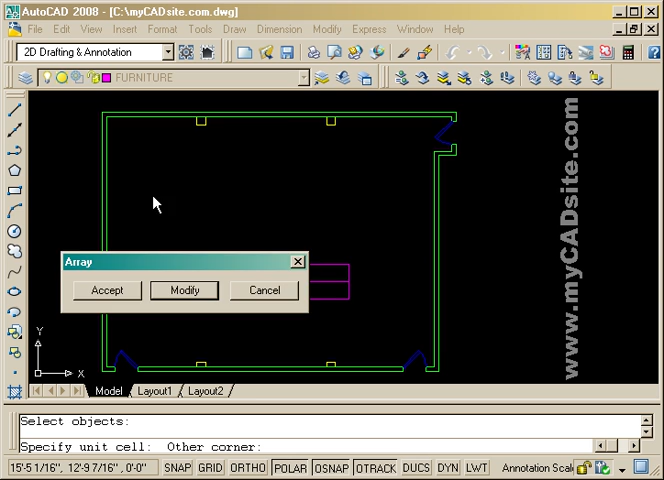 AutoCAD 2008 - [C:\myCADsite.com.dwg]
File Edit View Insert Format Tools Draw Dimension Modify Express Window Help
2D Drafting & Annotation
FURNITURE
www.myCADsite.com
Array
Accept Modify Cancel
Y
X
Model Layout1 Layout2
Select objects:
Specify unit cell: Other corner:
15'-5 1/16", 12'-9 7/16", 0'-0" SNAP GRID ORTHO POLAR OSNAP OTRACK DUCS DYN LWT Annotation Scale